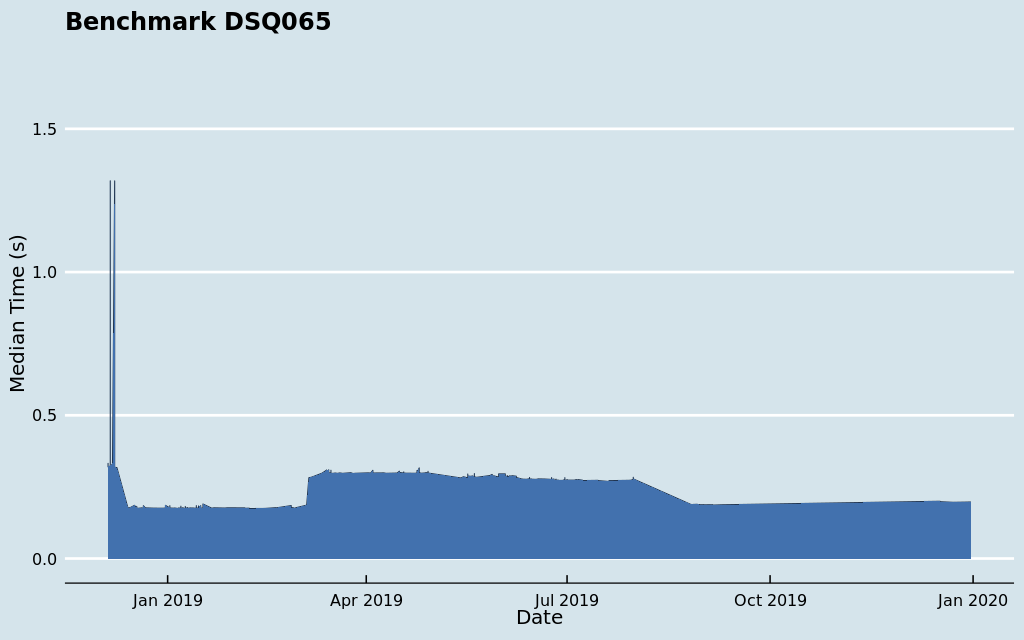 Benchmark DSQ065
1.5
1.0
0.5
0.0
Median Time (s)
Jan 2019
Apr 2019
Jul 2019
Oct 2019
Jan 2020
Date